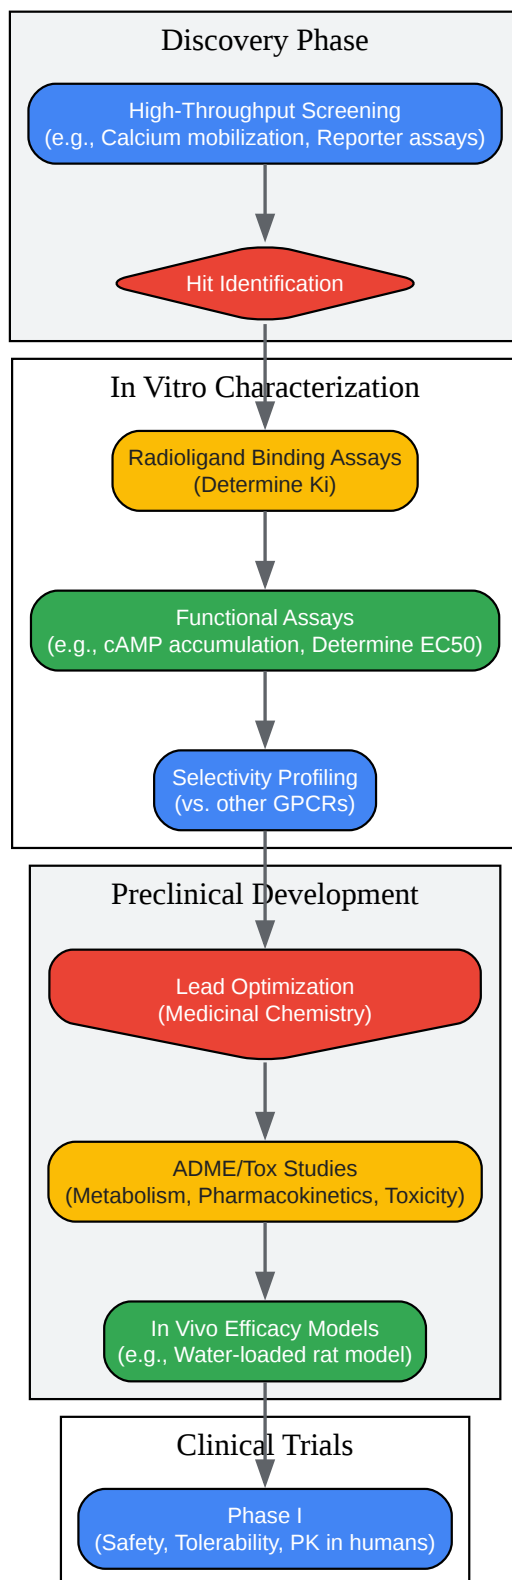 Discovery Phase
High-Throughput Screening
(e.g., Calcium mobilization, Reporter assays)
Hit Identification
In Vitro Characterization
Radioligand Binding Assays
(Determine Ki)
Functional Assays
(e.g., cAMP accumulation, Determine EC50)
Selectivity Profiling
(vs. other GPCRs)
Preclinical Development
Lead Optimization
(Medicinal Chemistry)
ADME/Tox Studies
(Metabolism, Pharmacokinetics, Toxicity)
In Vivo Efficacy Models
(e.g., Water-loaded rat model)
Clinical Trials
Phase I
(Safety, Tolerability, PK in humans)